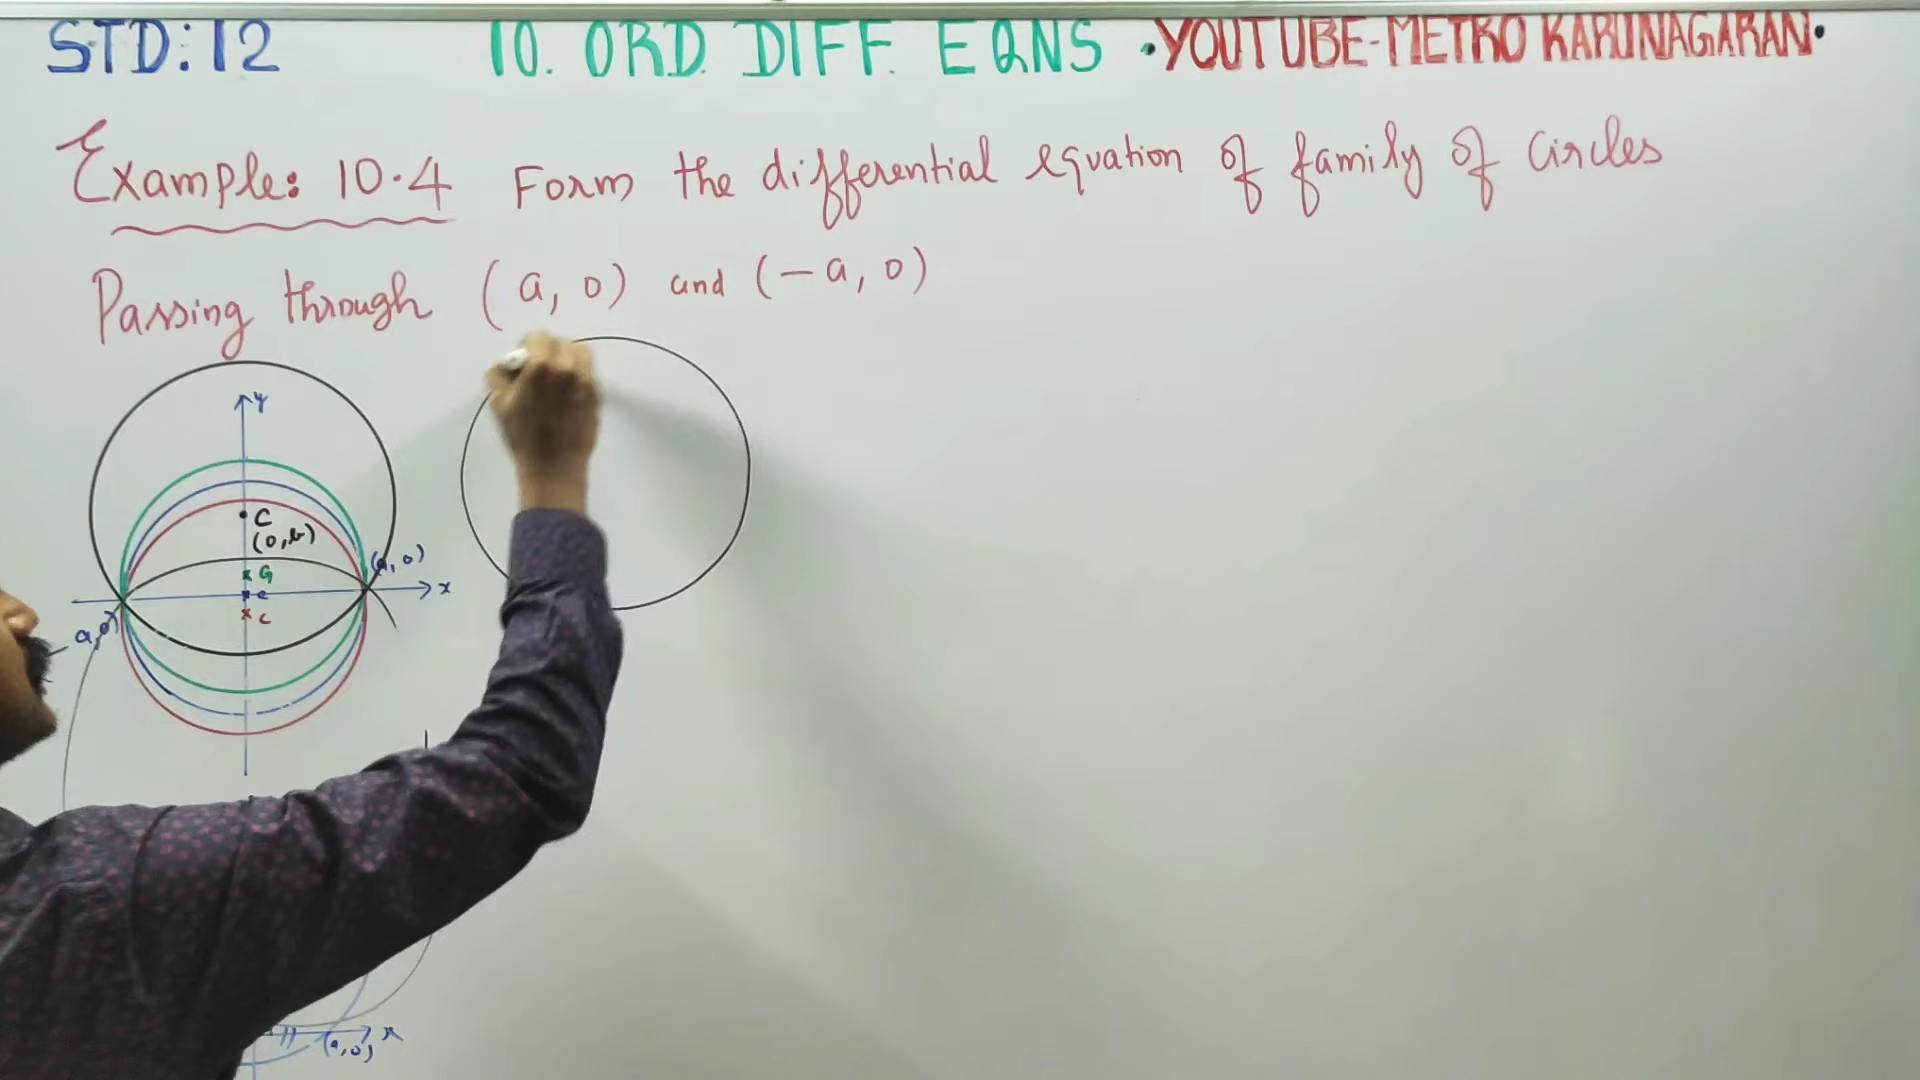 STD: 12
10. ORD. DIFF. EQNS
•YOUTUBE-METRO KARUNAGARAN•
Example: 10.4 Form the differential equation of family of circles
Passing through (a, 0) and (-a, 0)
y
C
(0, b)
(a, 0)
G
x
c
c
a, 0)
x
(a, 0)